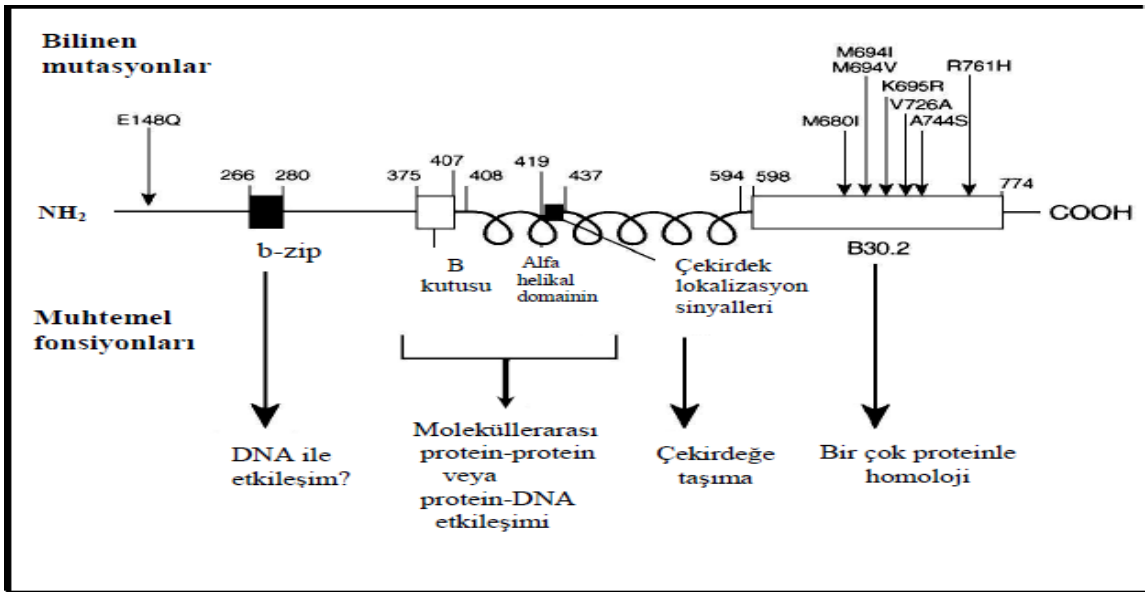 Bilinen
mutasyonlar
E148Q
M694I
M694V
K695R
V726A
M680I
A744S
R761H
266
280
375
407
408
419
437
594
598
774
NH₂
COOH
b-zip
B
kutusu
Alfa
helikal
domainin
Çekirdek
lokalizasyon
sinyalleri
B30.2
Muhtemel
fonsiyonları
DNA ile
etkileşim?
Moleküllerarası
protein-protein
veya
protein-DNA
etkileşimi
Çekirdeğe
taşıma
Bir çok proteinle
homoloji